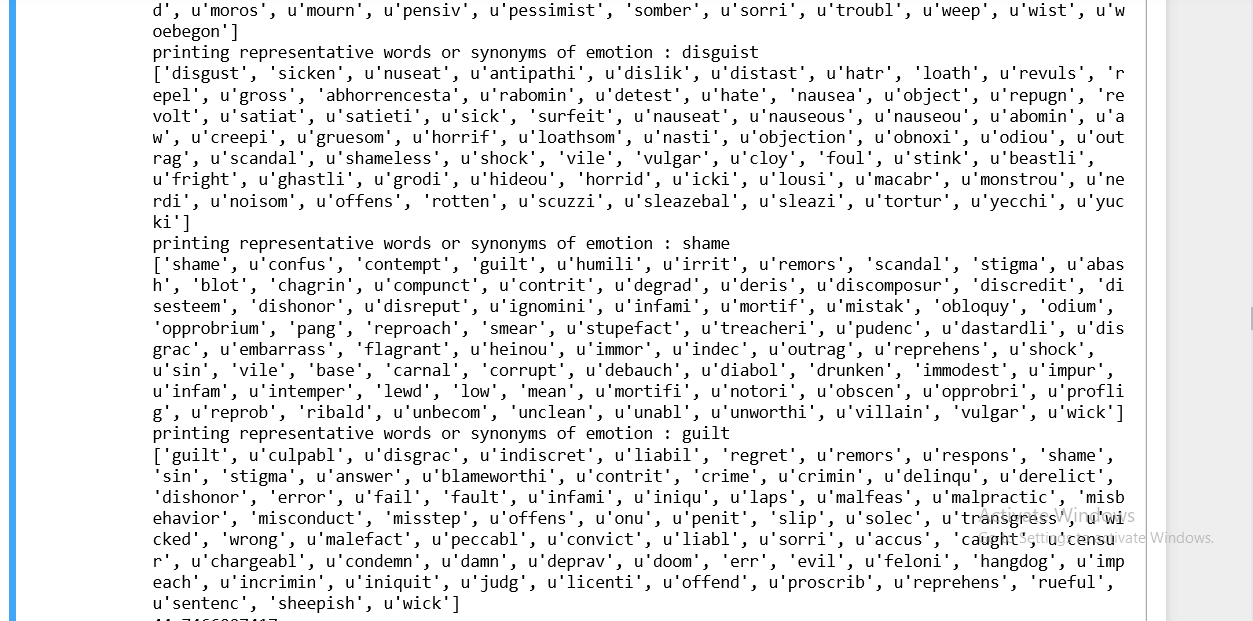 d', u'moros', u'mourn', u'pensiv', u'pessimist', 'somber', u'sorri', u'troubl', u'weep', u'wist', u'w
oebegon']
printing representative words or synonyms of emotion : disguist
['disgust', 'sicken', u'nuseat', u'antipathi', u'dislik', u'distast', u'hatr', 'loath', u'revuls', 'r
epel', u'gross', 'abhorrencesta', u'rabomin', u'detest', u'hate', 'nausea', u'object', u'repugn', 're
volt', u'satiat', u'satieti', u'sick', 'surfeit', u'nauseat', u'nauseous', u'nauseou', u'abomin', u'a
w', u'creepi', u'gruesom', u'horrif', u'loathsom', u'nasti', u'objection', u'obnoxi', u'odiou', u'out
rag', u'scandal', u'shameless', u'shock', 'vile', 'vulgar', u'cloy', 'foul', u'stink', u'beastli',
u'fright', u'ghastli', u'grodi', u'hideou', 'horrid', u'icki', u'lousi', u'macabr', u'monstrou', u'ne
rdi', u'noisom', u'offens', 'rotten', u'scuzzi', u'sleazebal', u'sleazi', u'tortur', u'yecchi', u'yuc
ki']
printing representative words or synonyms of emotion : shame
['shame', u'confus', 'contempt', 'guilt', u'humili', u'irrit', u'remors', 'scandal', 'stigma', u'abas
h', 'blot', 'chagrin', u'compunct', u'contrit', u'degrad', u'deris', u'discomposur', 'discredit', 'di
sesteem', 'dishonor', u'disreput', u'ignomini', u'infami', u'mortif', u'mistak', 'obloquy', 'odium',
'opprobrium', 'pang', 'reproach', 'smear', u'stupefact', u'treacheri', u'pudenc', u'dastardli', u'dis
grac', u'embarrass', 'flagrant', u'heinou', u'immor', u'indec', u'outrag', u'reprehens', u'shock',
u'sin', 'vile', 'base', 'carnal', 'corrupt', u'debauch', u'diabol', 'drunken', 'immodest', u'impur',
u'infam', u'intemper', 'lewd', 'low', 'mean', u'mortifi', u'notori', u'obscen', u'opprobri', u'profli
g', u'reprob', 'ribald', u'unbecom', 'unclean', u'unabl', u'unworthi', u'villain', 'vulgar', u'wick']
printing representative words or synonyms of emotion : guilt
['guilt', u'culpabl', u'disgrac', u'indiscret', u'liabil', 'regret', u'remors', u'respons', 'shame',
'sin', 'stigma', u'answer', u'blameworthi', u'contrit', 'crime', u'crimin', u'delinqu', u'derelict',
'dishonor', 'error', u'fail', 'fault', u'infami', u'iniqu', u'laps', u'malfeas', u'malpractic', 'misb
ehavior', 'misconduct', 'misstep', u'offens', u'onu', u'penit', 'slip', u'solec', u'transgress', u'wi
cked', 'wrong', u'malefact', u'peccabl', u'convict', u'liabl', u'sorri', u'accus', 'caught', u'censu
r', u'chargeabl', u'condemn', u'damn', u'deprav', u'doom', 'err', 'evil', u'feloni', 'hangdog', u'imp
each', u'incrimin', u'iniquit', u'judg', u'licenti', u'offend', u'proscrib', u'reprehens', 'rueful',
u'sentenc', 'sheepish', u'wick']
Activate Windows
Go to Settings to activate Windows.